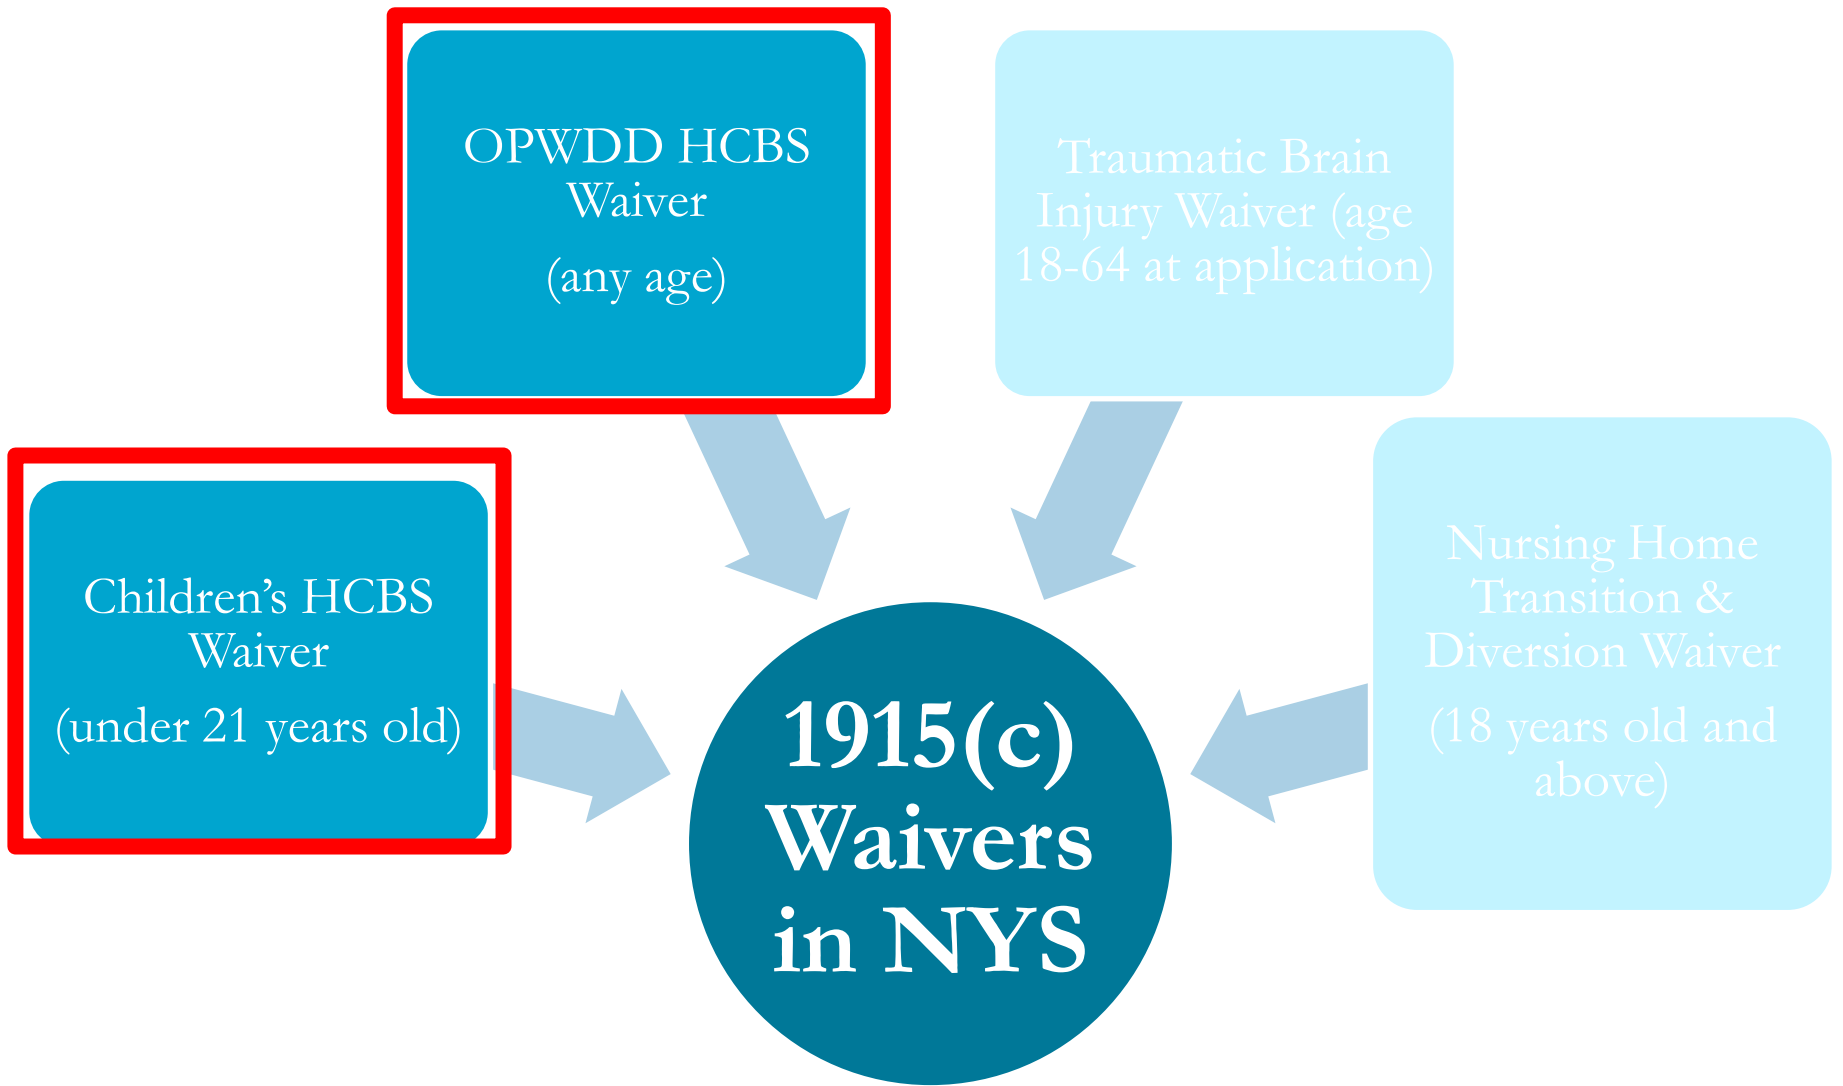 OPWDD HCBS
Waiver
(any age)
Traumatic Brain
Injury Waiver (age
18-64 at application)
Children’s HCBS
Waiver
(under 21 years old)
Nursing Home
Transition &
Diversion Waiver
(18 years old and
above)
1915(c)
Waivers
in NYS